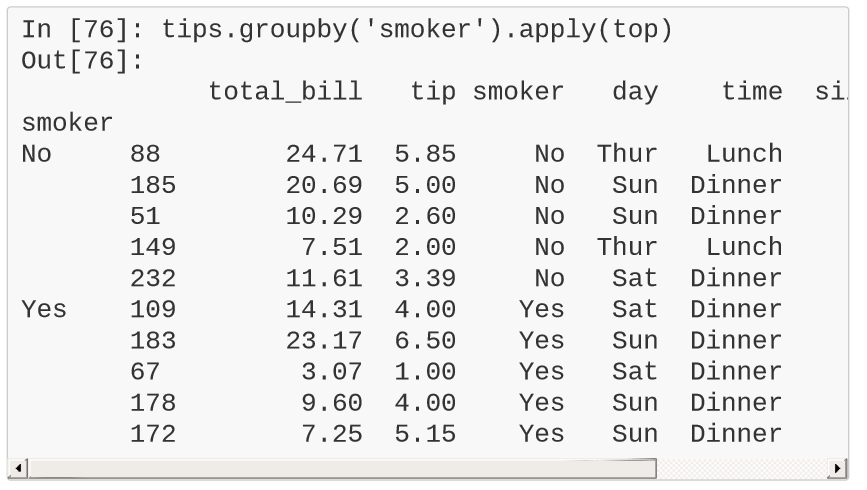 In [76]: tips.groupby('smoker').apply(top)
Out[76]:
total_bill tip smoker day time
smoker
No 88 24.71 5.85 No Thur Lunch
185 20.69 5.00 No Sun Dinner
51 10.29 2.60 No Sun Dinner
149 7.51 2.00 No Thur Lunch
232 11.61 3.39 No Sat Dinner
Yes 109 14.31 4.00 Yes Sat Dinner
183 23.17 6.50 Yes Sun Dinner
67 3.07 1.00 Yes Sat Dinner
178 9.60 4.00 Yes Sun Dinner
172 7.25 5.15 Yes Sun Dinner